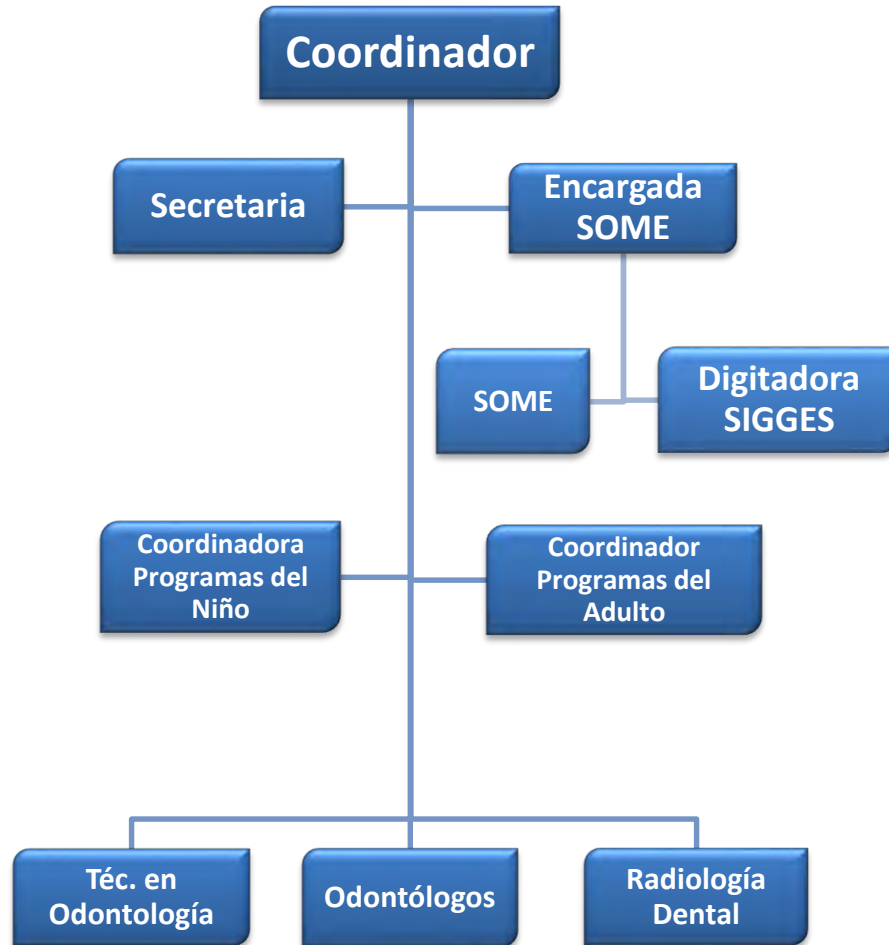 Coordinador
Secretaria
Encargada
SOME
SOME
Digitadora
SIGGES
Coordinadora
Programas del
Niño
Coordinador
Programas del
Adulto
Téc. en
Odontología
Odontólogos
Radiología
Dental